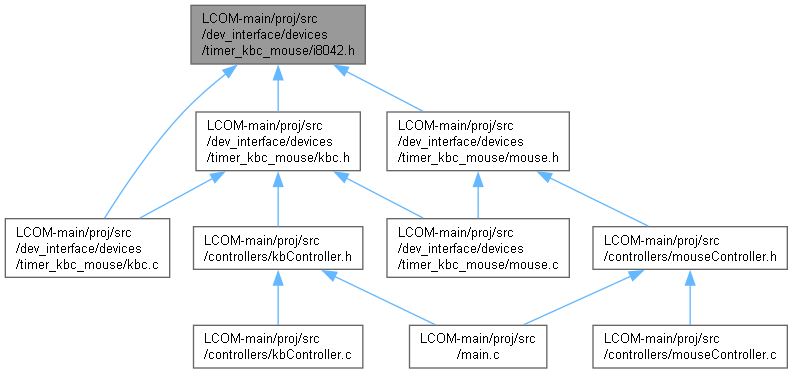 LCOM-main/proj/src
/dev_interface/devices
/timer_kbc_mouse/i8042.h
LCOM-main/proj/src
/dev_interface/devices
/timer_kbc_mouse/kbc.h
LCOM-main/proj/src
/dev_interface/devices
/timer_kbc_mouse/mouse.h
LCOM-main/proj/src
/dev_interface/devices
/timer_kbc_mouse/kbc.c
LCOM-main/proj/src
/controllers/kbController.h
LCOM-main/proj/src
/dev_interface/devices
/timer_kbc_mouse/mouse.c
LCOM-main/proj/src
/controllers/mouseController.h
LCOM-main/proj/src
/controllers/kbController.c
LCOM-main/proj/src
/main.c
LCOM-main/proj/src
/controllers/mouseController.c